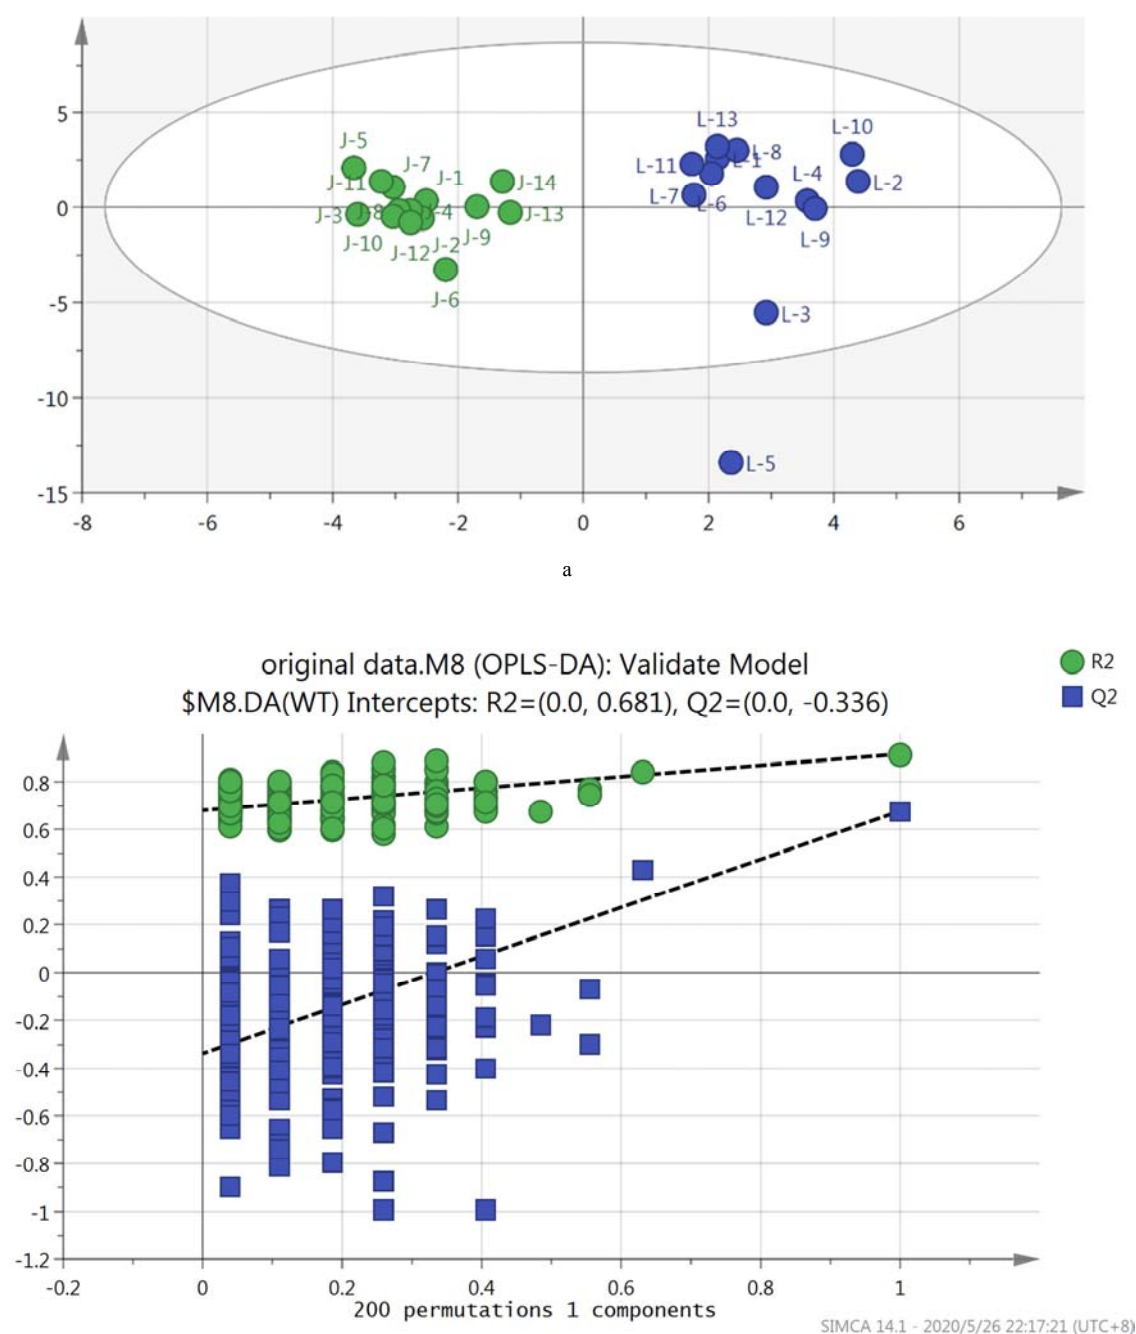 5
0
-5
-10
-15
-8 -6 -4 -2 0 2 4 6
J-5
J-7
J-11
J-1
J-14
J-3
J-8
J-4
J-13
J-10
J-12
J-2
J-9
J-6
L-13
L-10
L-8
L-1
L-11
L-4
L-2
L-7
L-6
L-12
L-9
L-3
L-5
a
original data.M8 (OPLS-DA): Validate Model
$M8.DA(WT) Intercepts: R2=(0.0, 0.681), Q2=(0.0, -0.336)
R2
Q2
0.8
0.6
0.4
0.2
0
-0.2
-0.4
-0.6
-0.8
-1
-1.2
-0.2 0 0.2 0.4 0.6 0.8 1
200 permutations 1 components
SIMCA 14.1 - 2020/5/26 22:17:21 (UTC+8)